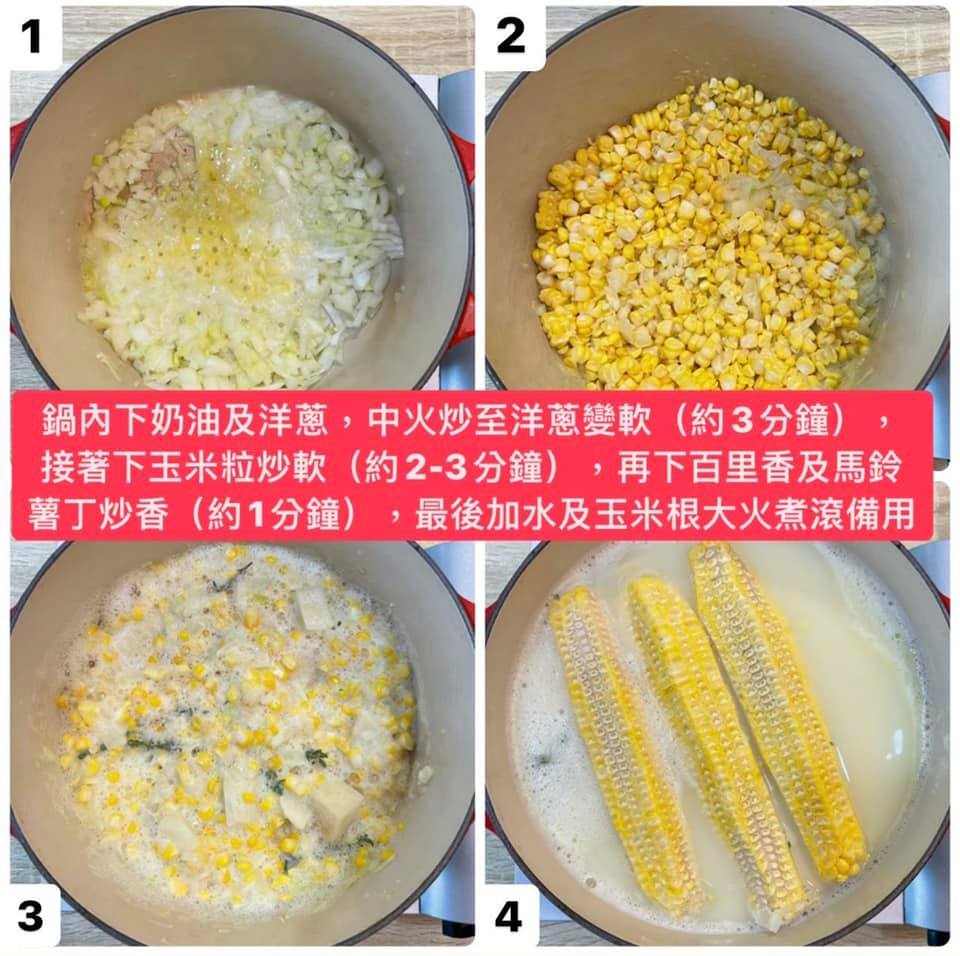 1
2
鍋內下奶油及洋蔥，中火炒至洋蔥變軟（約3分鐘），
接著下玉米粒炒軟（約2-3分鐘），再下百里香及馬鈴
薯丁炒香（約1分鐘），最後加水及玉米根大火煮滾備用
3
4